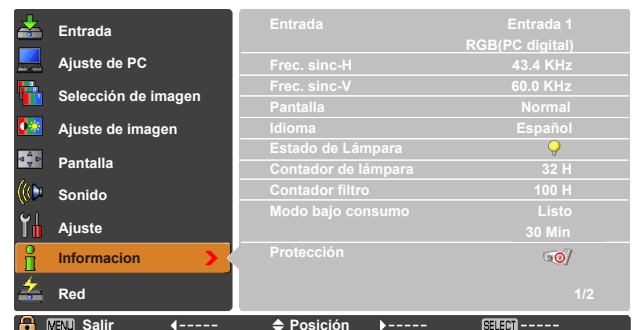 Entrada
Ajuste de PC
Selección de imagen
Ajuste de imagen
Pantalla
Sonido
Ajuste
Informacion
Red
Entrada Entrada 1
RGB(PC digital)
Frec. sinc-H 43.4 KHz
Frec. sinc-V 60.0 KHz
Pantalla Normal
Idioma Español
Estado de Lámpara
Contador de lámpara 32 H
Contador filtro 100 H
Modo bajo consumo Listo
30 Min
Protección
1/2
MENU Salir ----- Posición ----- SELECT -----